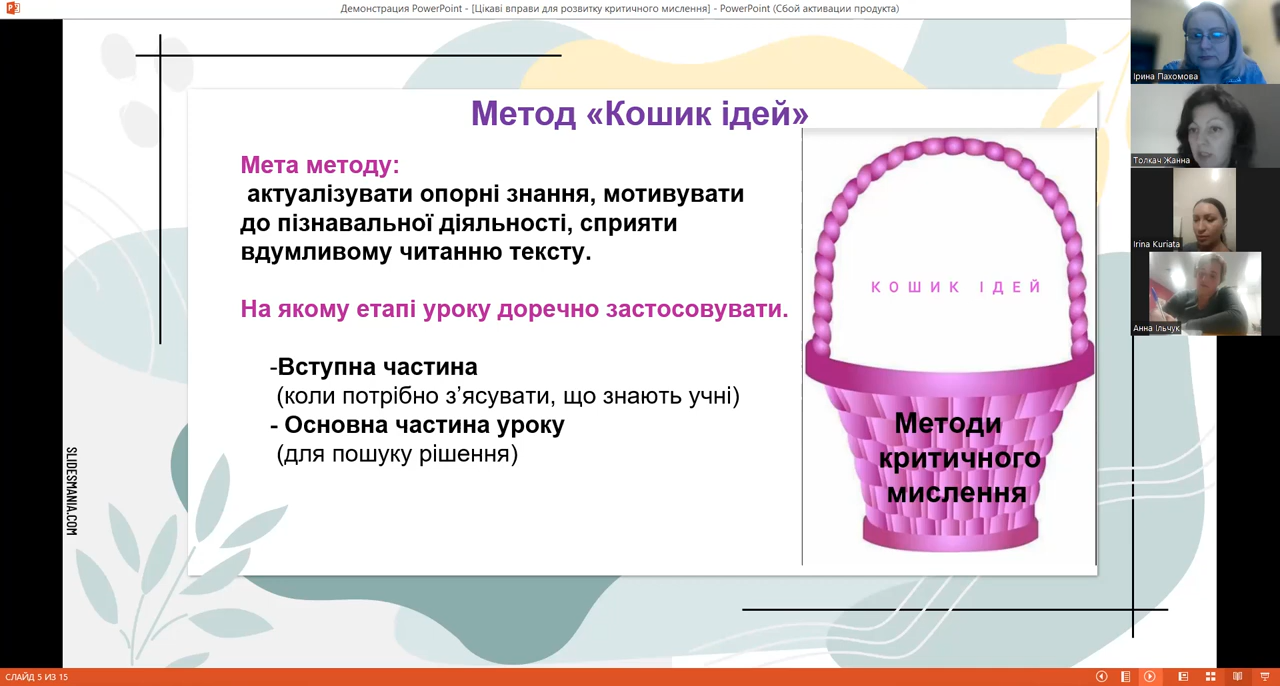 Демонстрация PowerPoint - [Цікаві вправи для розвитку критичного мислення] - PowerPoint (Сбой активации продукта)
Метод «Кошик ідей»
Мета методу:
актуалізувати опорні знання, мотивувати
до пізнавальної діяльності, сприяти
вдумливому читанню тексту.
На якому етапі уроку доречно застосовувати.
-Вступна частина
(коли потрібно з’ясувати, що знають учні)
- Основна частина уроку
(для пошуку рішення)
КОШИК ІДЕЙ
Методи
критичного
мислення
SLIDESMANIA.COM
Ірина Пахомова
Толкач Жанна
Irina Kuriata
Анна Ільчук
СЛАЙД 5 ИЗ 15